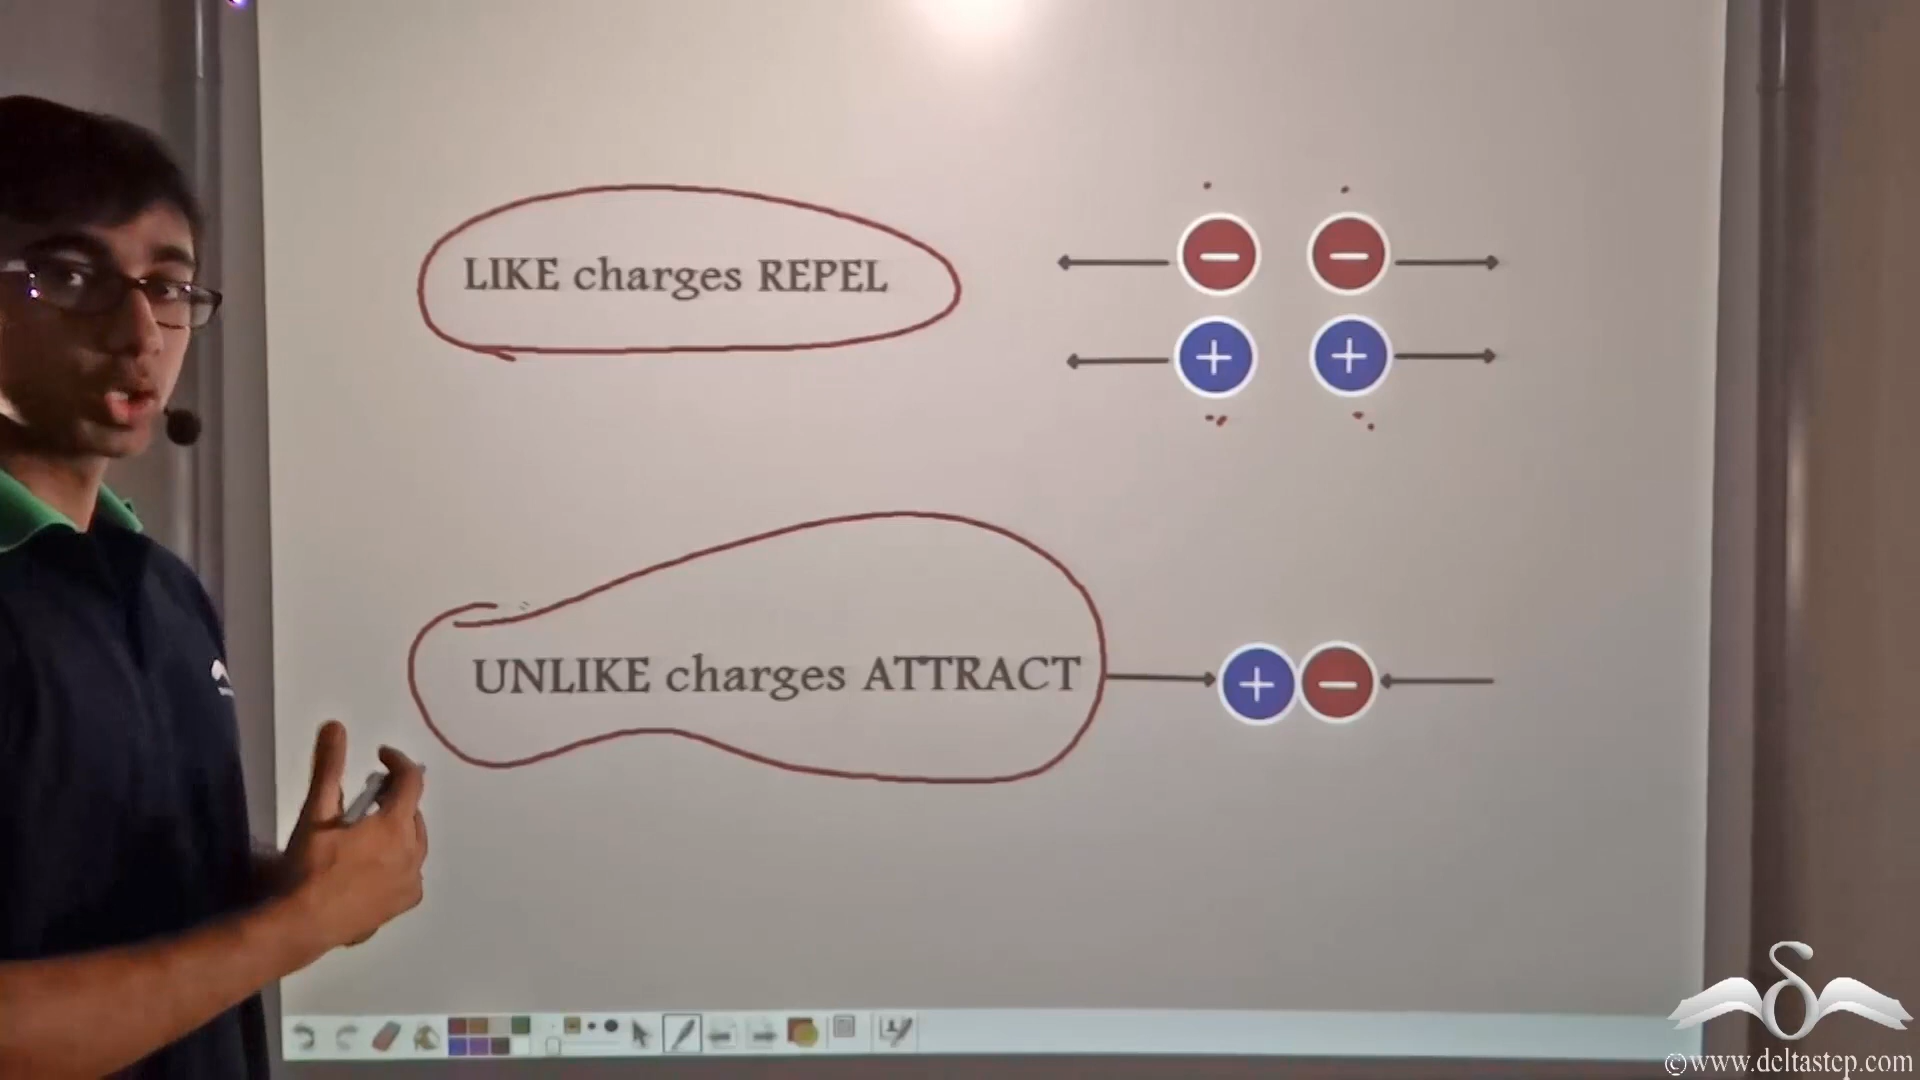 LIKE charges REPEL
− −
+ +
UNLIKE charges ATTRACT
+ −
©www.deltastep.com